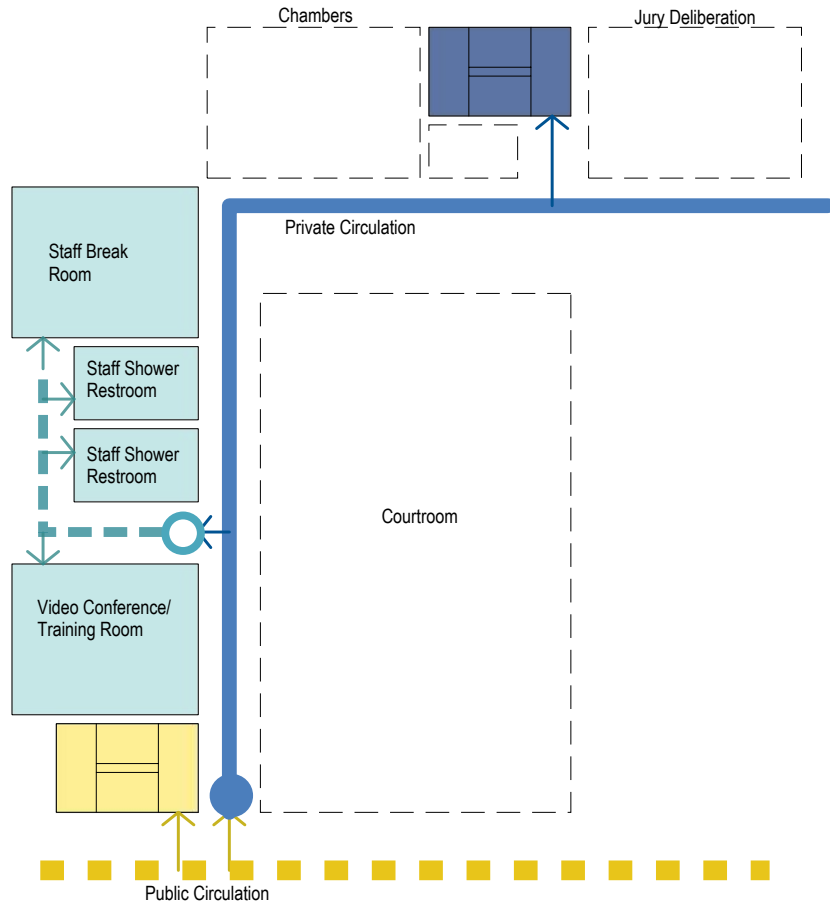 Chambers
Jury Deliberation
Private Circulation
Staff Break
Room
Staff Shower
Restroom
Staff Shower
Restroom
Courtroom
Video Conference/
Training Room
Public Circulation